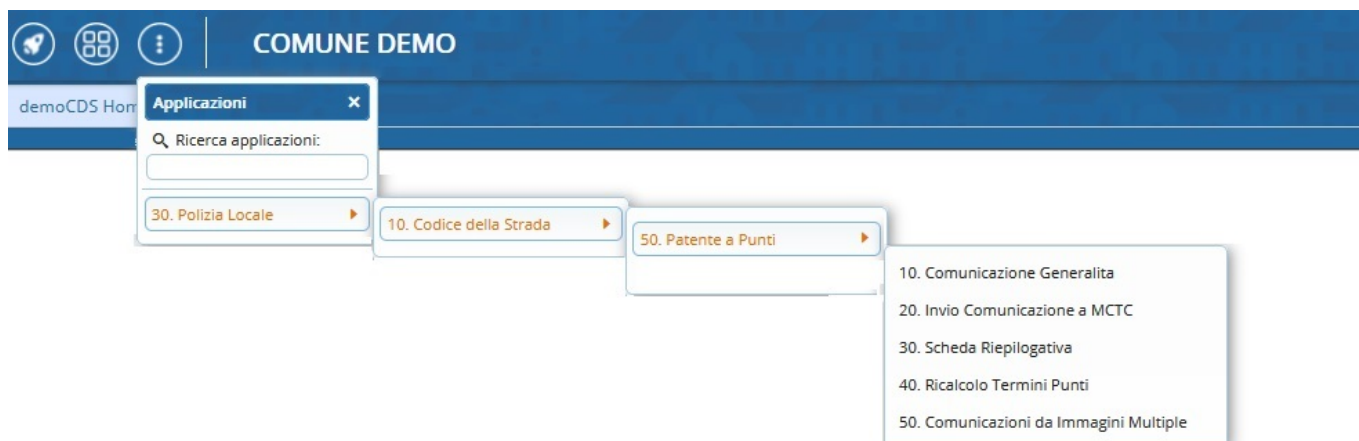 COMUNE DEMO
demoCDS Hom
Applicazioni
Ricerca applicazioni:
30. Polizia Locale
10. Codice della Strada
50. Patente a Punti
10. Comunicazione Generalita
20. Invio Comunicazione a MCTC
30. Scheda Riepilogativa
40. Ricalcolo Termini Punti
50. Comunicazioni da Immagini Multiple